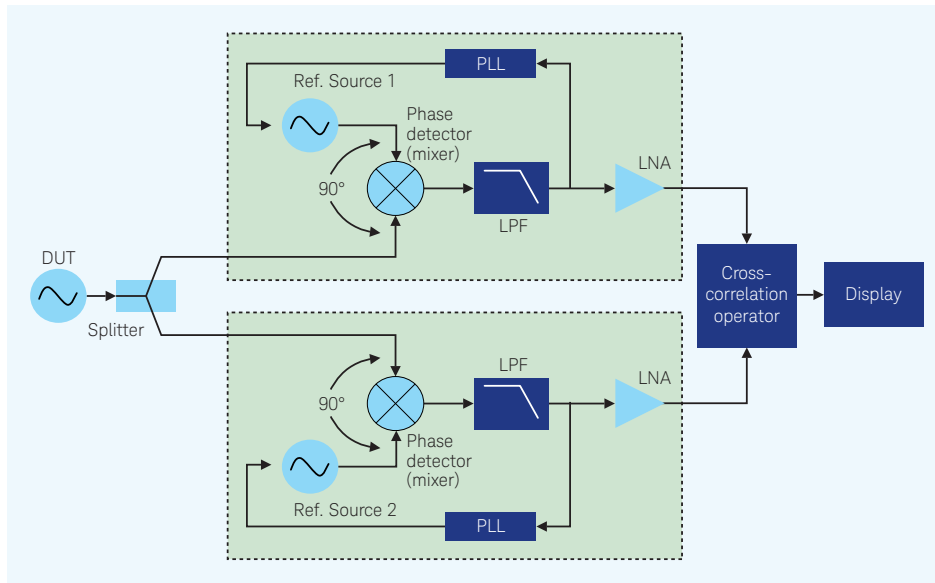 PLL
Ref. Source 1
Phase
detector
(mixer)
90°
LPF
LNA
DUT
Splitter
Cross-
correlation
operator
Display
LPF
LNA
90°
Phase
detector
(mixer)
Ref. Source 2
PLL